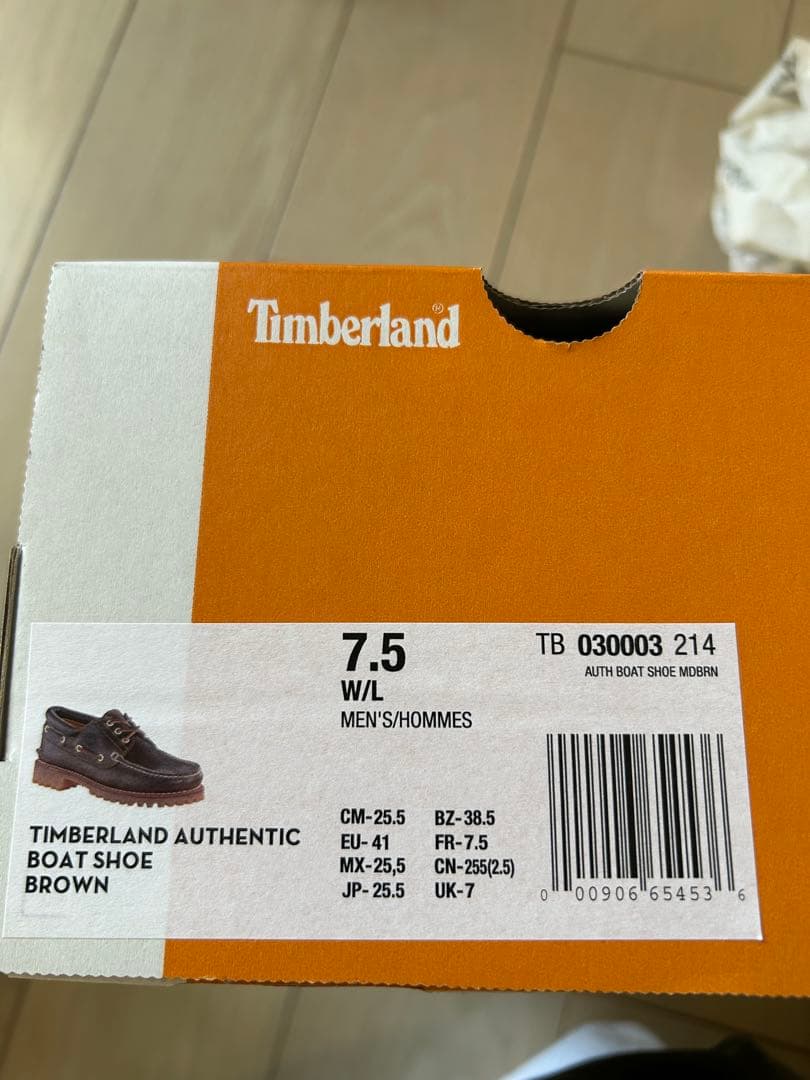 Timberland®
7.5
W/L
MEN'S/HOMMES
TB 030003 214
AUTH BOAT SHOE MDBRN
TIMBERLAND AUTHENTIC
BOAT SHOE
BROWN
CM-25.5 BZ-38.5
EU- 41 FR-7.5
MX-25,5 CN-255(2.5)
JP- 25.5 UK-7
0 00906 65453 6